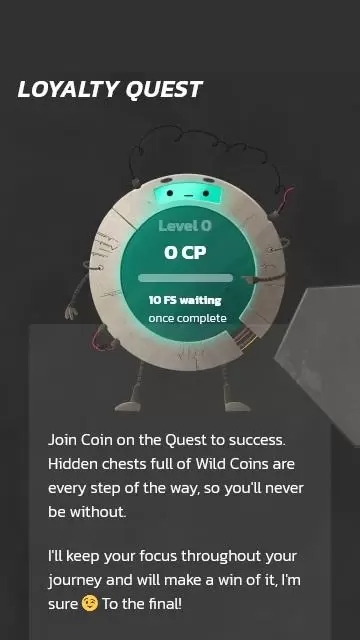 LOYALTY QUEST
Level 0
0 CP
10 FS waiting
once complete
Join Coin on the Quest to success.
Hidden chests full of Wild Coins are
every step of the way, so you'll never
be without.
I'll keep your focus throughout your
journey and will make a win of it, I'm
sure 😉 To the final!